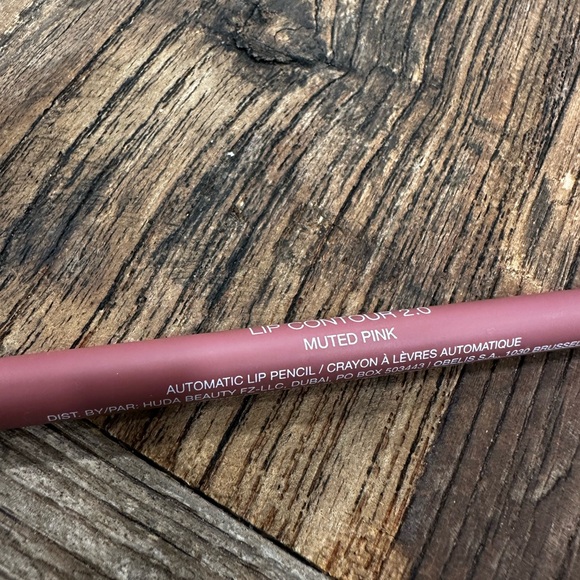 LIP CONTOUR 2.0
MUTED PINK
AUTOMATIC LIP PENCIL / CRAYON À LÈVRES AUTOMATIQUE
DIST. BY/PAR: HUDA BEAUTY FZ-LLC, DUBAI, PO BOX 503443 | OBELIS S.A., 1030